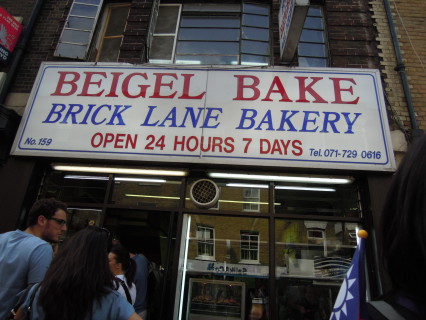 BEIGEL BAKE
BRICK LANE BAKERY
No. 159 OPEN 24 HOURS 7 DAYS Tel. 071-729 0616